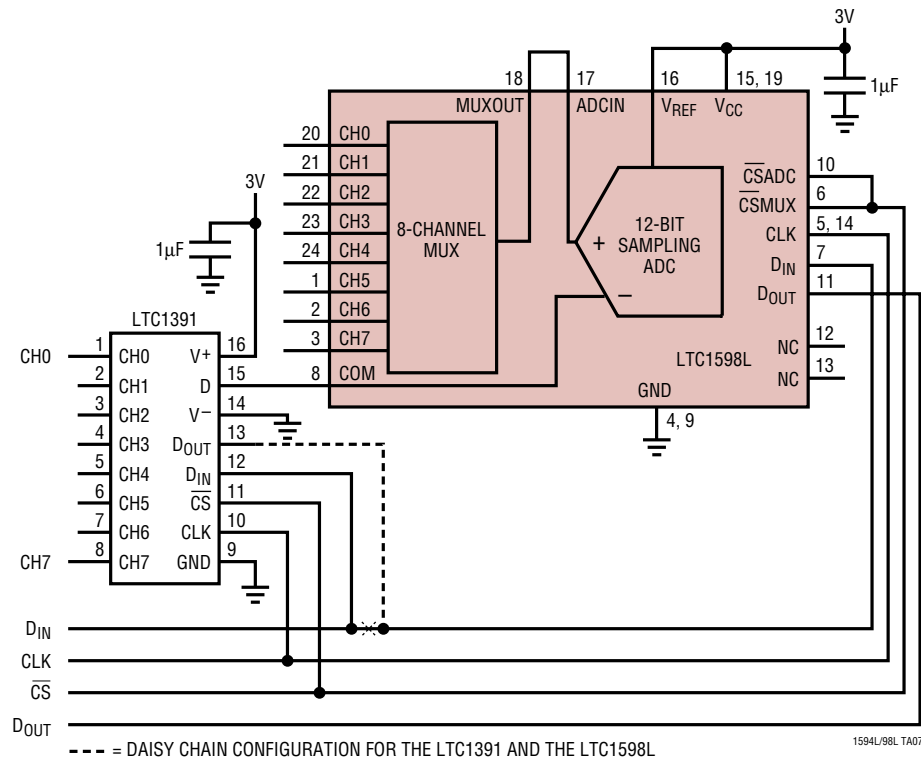 3V
18
17
16
15, 19
1µF
MUXOUT
ADCIN
VREF
VCC
20 CH0
21 CH1
22 CH2
23 CH3
24 CH4
1 CH5
2 CH6
3 CH7
8 COM
8-CHANNEL
MUX
+
12-BIT
SAMPLING
ADC
–
CSADC 10
CSMUX 6
CLK 5, 14
DIN 7
DOUT 11
NC 12
NC 13
LTC1598L
GND
4, 9
3V
1µF
LTC1391
CH0 1 CH0 V+ 16
2 CH1 D 15
3 CH2 V– 14
4 CH3 DOUT 13
5 CH4 DIN 12
6 CH5 CS 11
7 CH6 CLK 10
CH7 8 CH7 GND 9
DIN
CLK
CS
DOUT
= DAISY CHAIN CONFIGURATION FOR THE LTC1391 AND THE LTC1598L
1594L/98L TA07